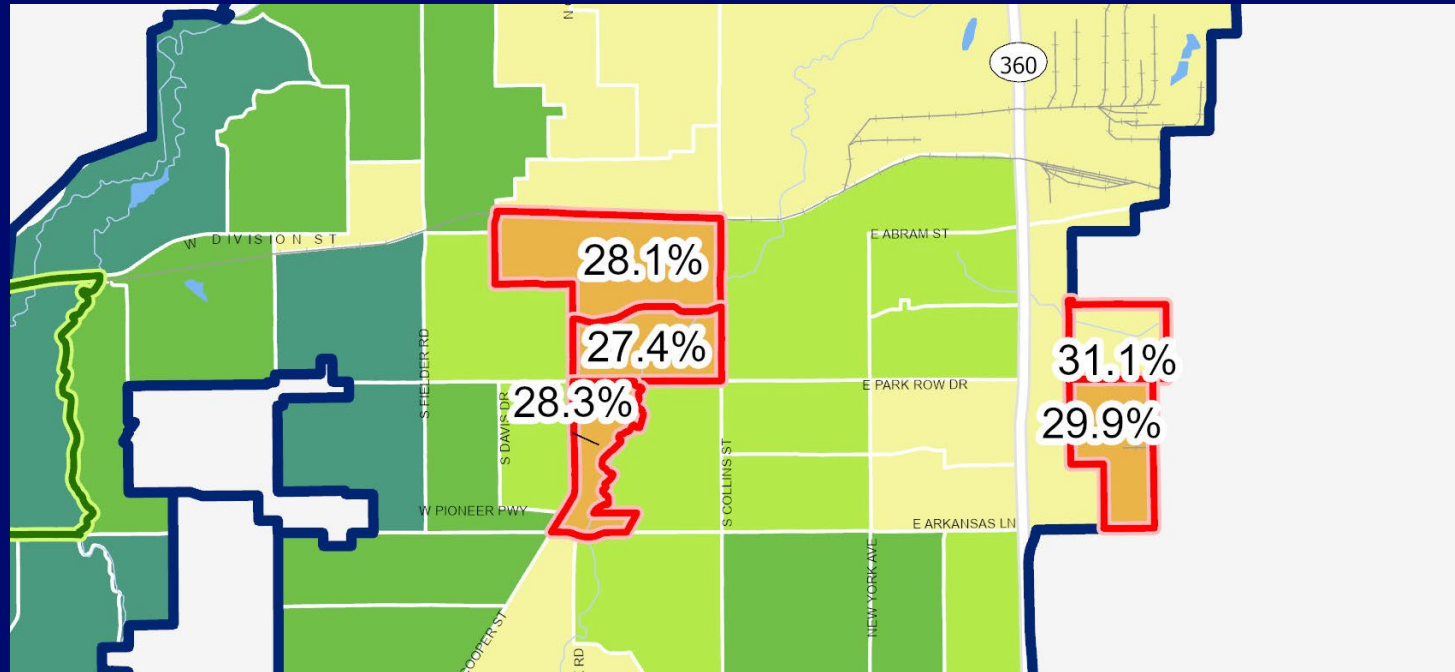 N C
360
W DIVISION ST
E ABRAM ST
28.1%
27.4%
31.1%
S FIELDER RD
E PARK ROW DR
28.3%
S DAVIS DR
29.9%
S COLLINS ST
W PIONEER PWY
E ARKANSAS LN
NEW YORK AVE
COOPER ST
RD